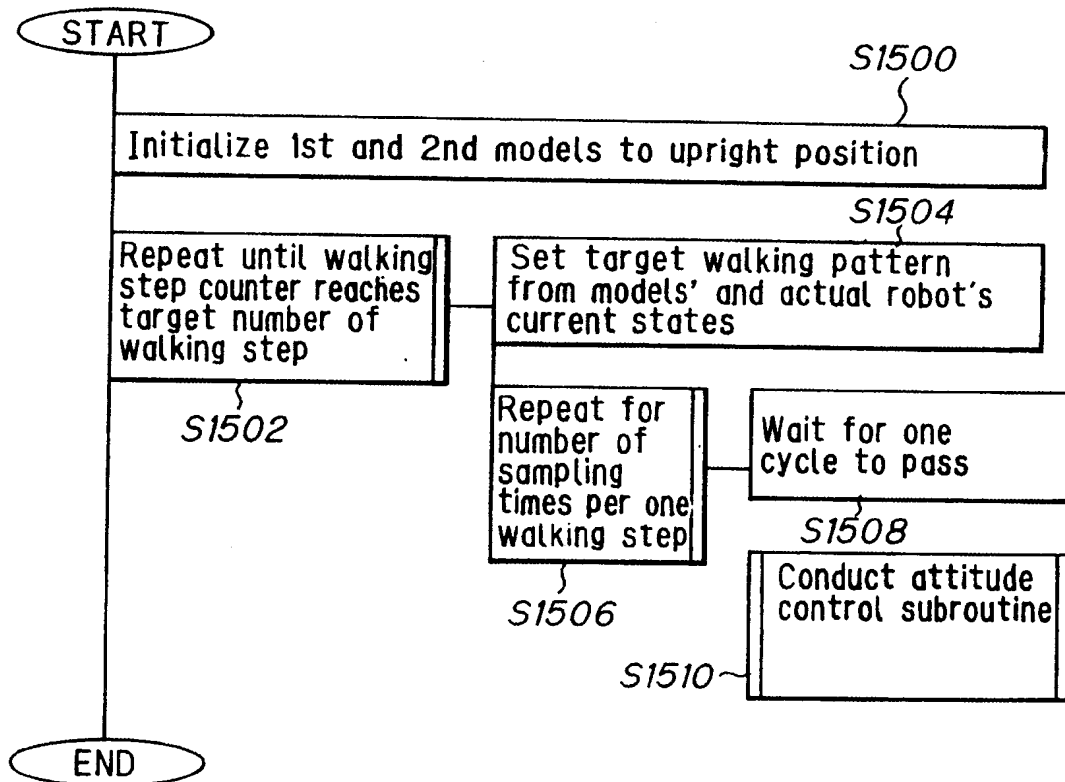 START
S1500
Initialize 1st and 2nd models to upright position
S1504
Repeat until walking
step counter reaches
target number of
walking step
S1502
Set target walking pattern
from models' and actual robot's
current states
Repeat for
number of
sampling
times per one
walking step
S1506
Wait for one
cycle to pass
S1508
Conduct attitude
control subroutine
S1510
END